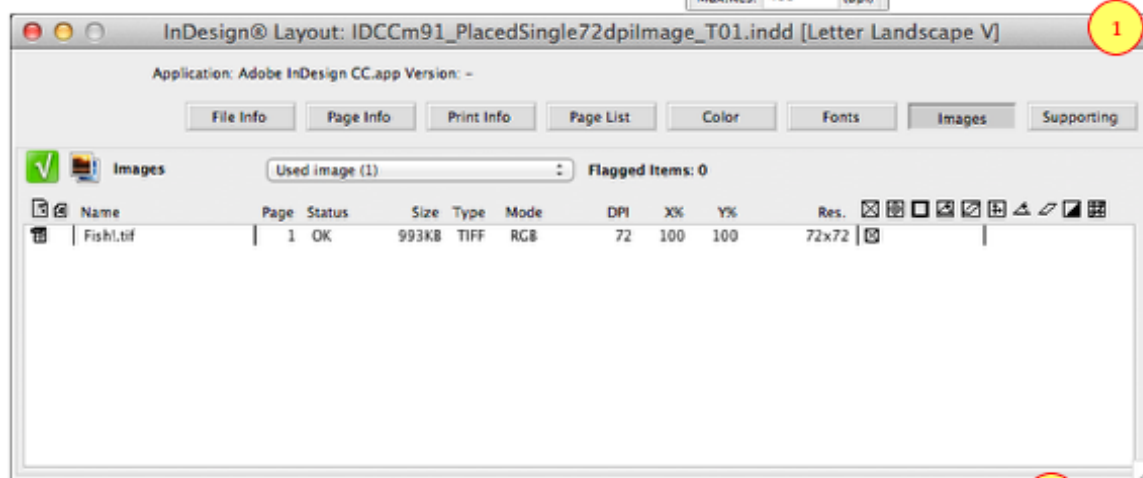 InDesign® Layout: IDCCm91_PlacedSingle72dpiImage_T01.indd [Letter Landscape V]
1
Application: Adobe InDesign CC.app Version: –
File Info Page Info Print Info Page List Color Fonts Images Supporting
Images Used image (1) Flagged Items: 0
Name Page Status Size Type Mode DPI X% Y% Res.
Fish!.tif 1 OK 993KB TIFF RGB 72 100 100 72x72